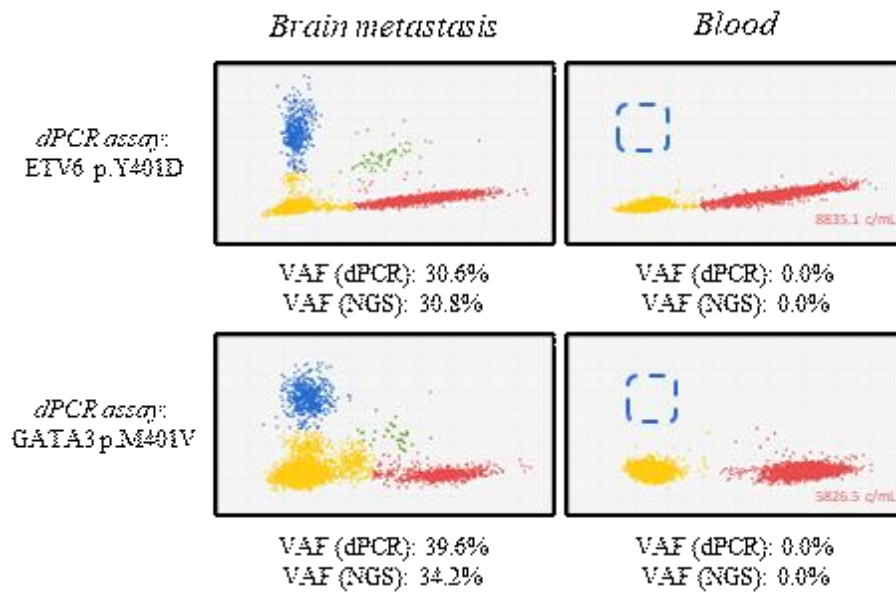 Brain metastasis Blood
dPCR assay:
ETV6 p.Y401D
8835.1 c/mL
VAF (dPCR): 30.6% VAF (dPCR): 0.0%
VAF (NGS): 30.8% VAF (NGS): 0.0%
dPCR assay:
GATA3 p.M401V
5826.5 c/mL
VAF (dPCR): 39.6% VAF (dPCR): 0.0%
VAF (NGS): 34.2% VAF (NGS): 0.0%